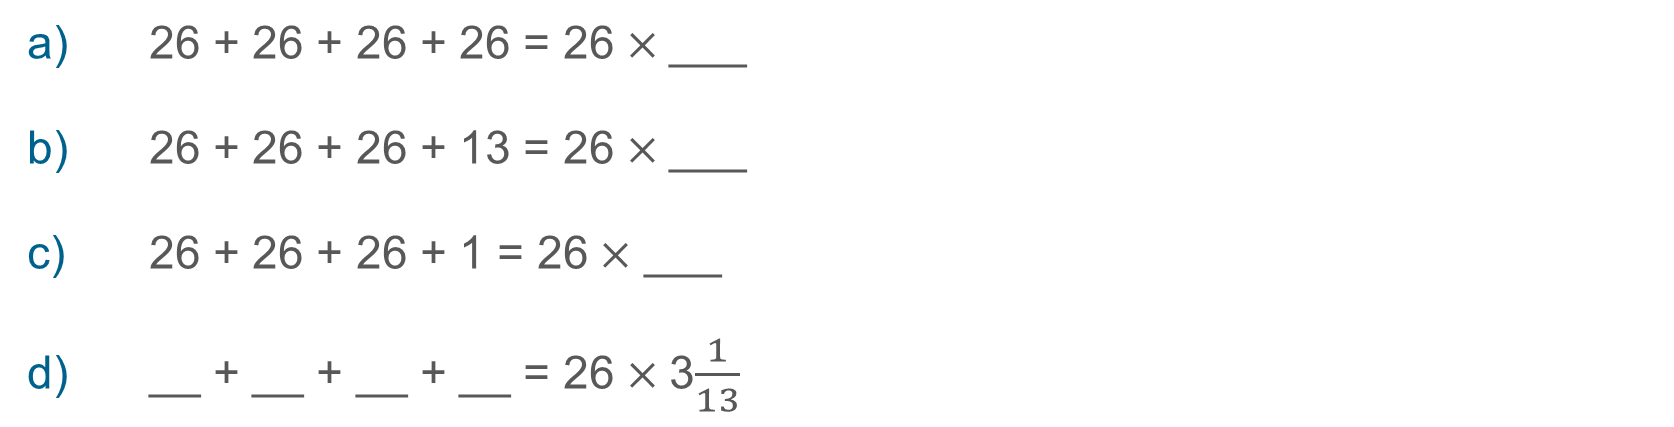 a) 26 + 26 + 26 + 26 = 26 × ___
b) 26 + 26 + 26 + 13 = 26 × ___
c) 26 + 26 + 26 + 1 = 26 × ___
d) __ + __ + __ + __ = 26 × 3 1/13